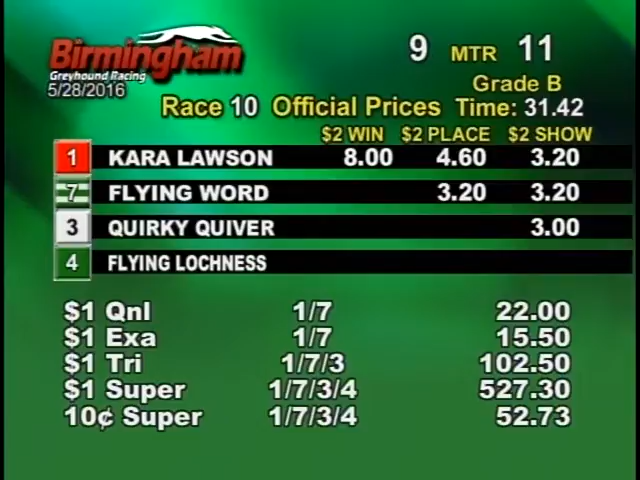 Birmingham
Greyhound Racing
5/28/2016
9 MTR 11
Grade B
Race 10 Official Prices Time: 31.42
$2 WIN $2 PLACE $2 SHOW
1 KARA LAWSON 8.00 4.60 3.20
7 FLYING WORD 3.20 3.20
3 QUIRKY QUIVER 3.00
4 FLYING LOCHNESS
$1 Qnl 1/7 22.00
$1 Exa 1/7 15.50
$1 Tri 1/7/3 102.50
$1 Super 1/7/3/4 527.30
10¢ Super 1/7/3/4 52.73